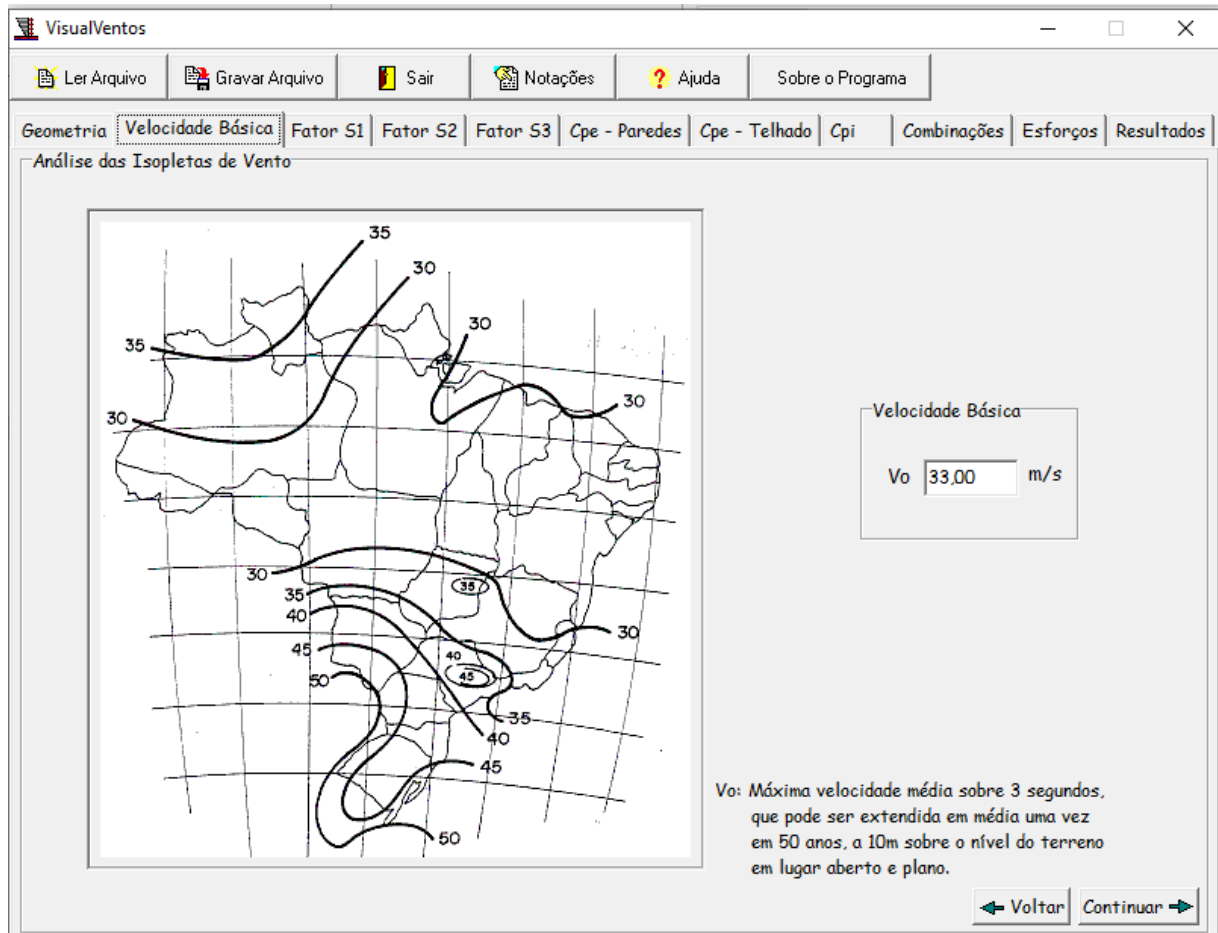 VisualVentos
Ler Arquivo
Gravar Arquivo
Sair
Notações
Ajuda
Sobre o Programa
Geometria
Velocidade Básica
Fator S1
Fator S2
Fator S3
Cpe - Paredes
Cpe - Telhado
Cpi
Combinações
Esforços
Resultados
Análise das Isopletas de Vento
35
30
30
35
30
30
30
35
35
40
30
45
40
45
50
35
40
45
50
Velocidade Básica
Vo 33,00 m/s
Vo: Máxima velocidade média sobre 3 segundos,
que pode ser extendida em média uma vez
em 50 anos, a 10m sobre o nível do terreno
em lugar aberto e plano.
Voltar
Continuar